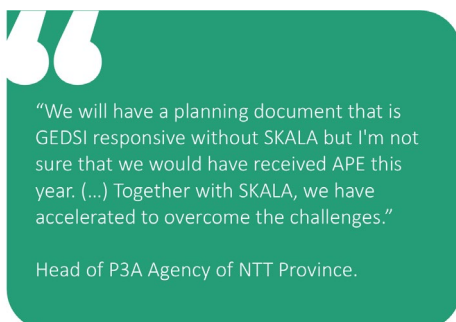 “We will have a planning document that is
GEDSI responsive without SKALA but I'm not
sure that we would have received APE this
year. (...) Together with SKALA, we have
accelerated to overcome the challenges.”
Head of P3A Agency of NTT Province.